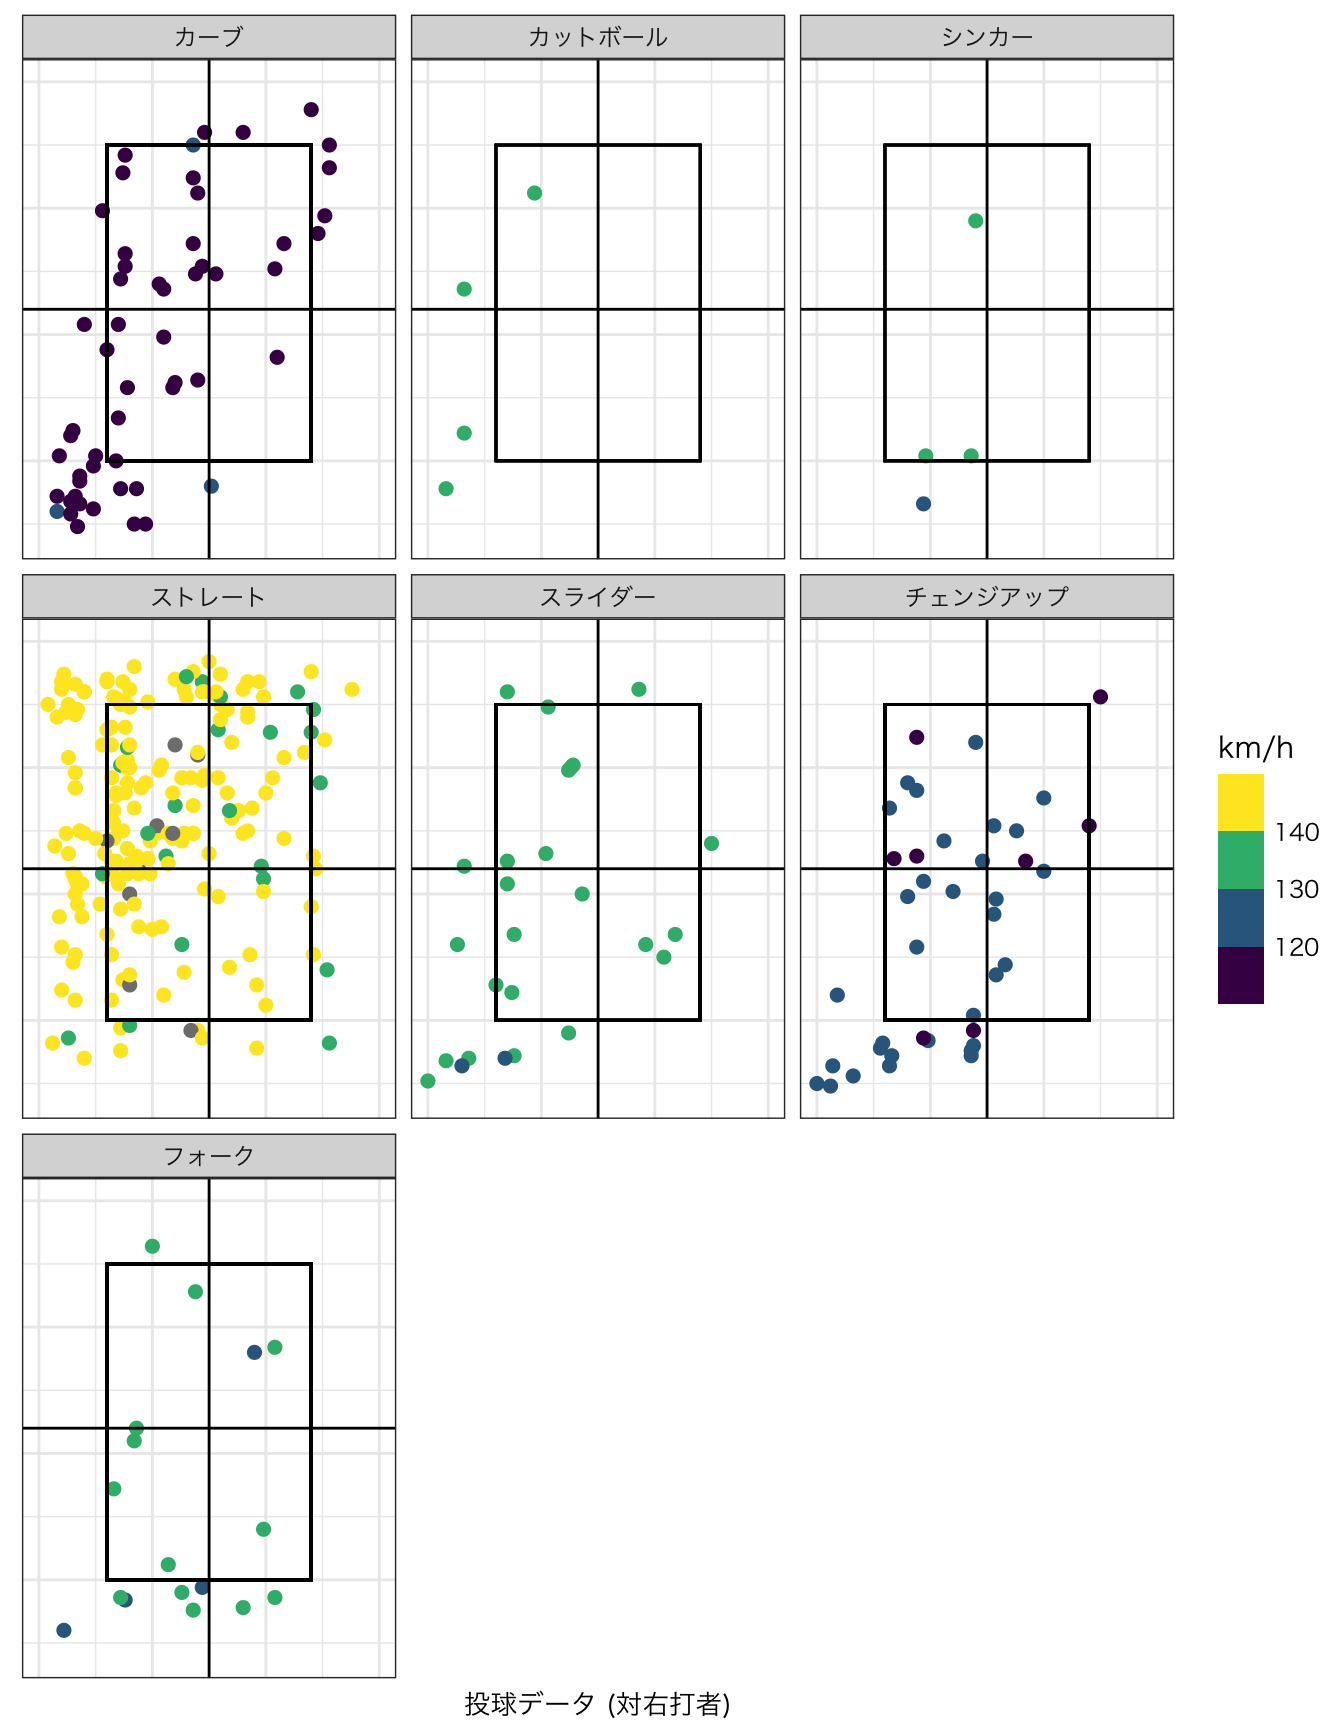 カーブ
カットボール
シンカー
ストレート
スライダー
チェンジアップ
フォーク
km/h
140
130
120
投球データ (対右打者)